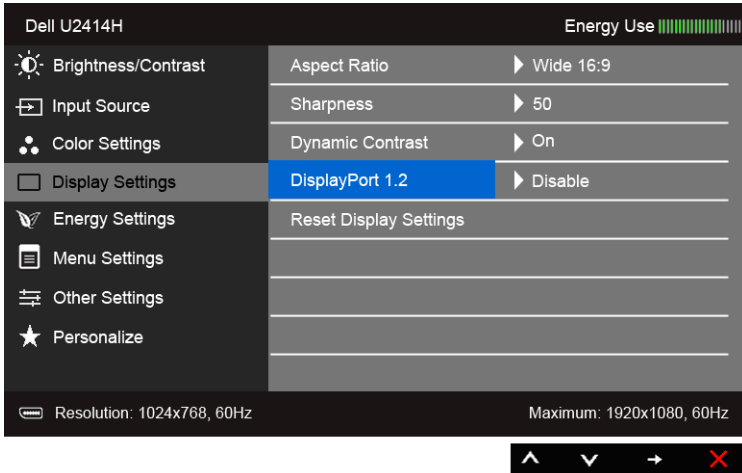 Dell U2414H Energy Use
Brightness/Contrast Aspect Ratio Wide 16:9
Input Source Sharpness 50
Color Settings Dynamic Contrast On
Display Settings DisplayPort 1.2 Disable
Energy Settings Reset Display Settings
Menu Settings
Other Settings
Personalize
Resolution: 1024x768, 60Hz Maximum: 1920x1080, 60Hz